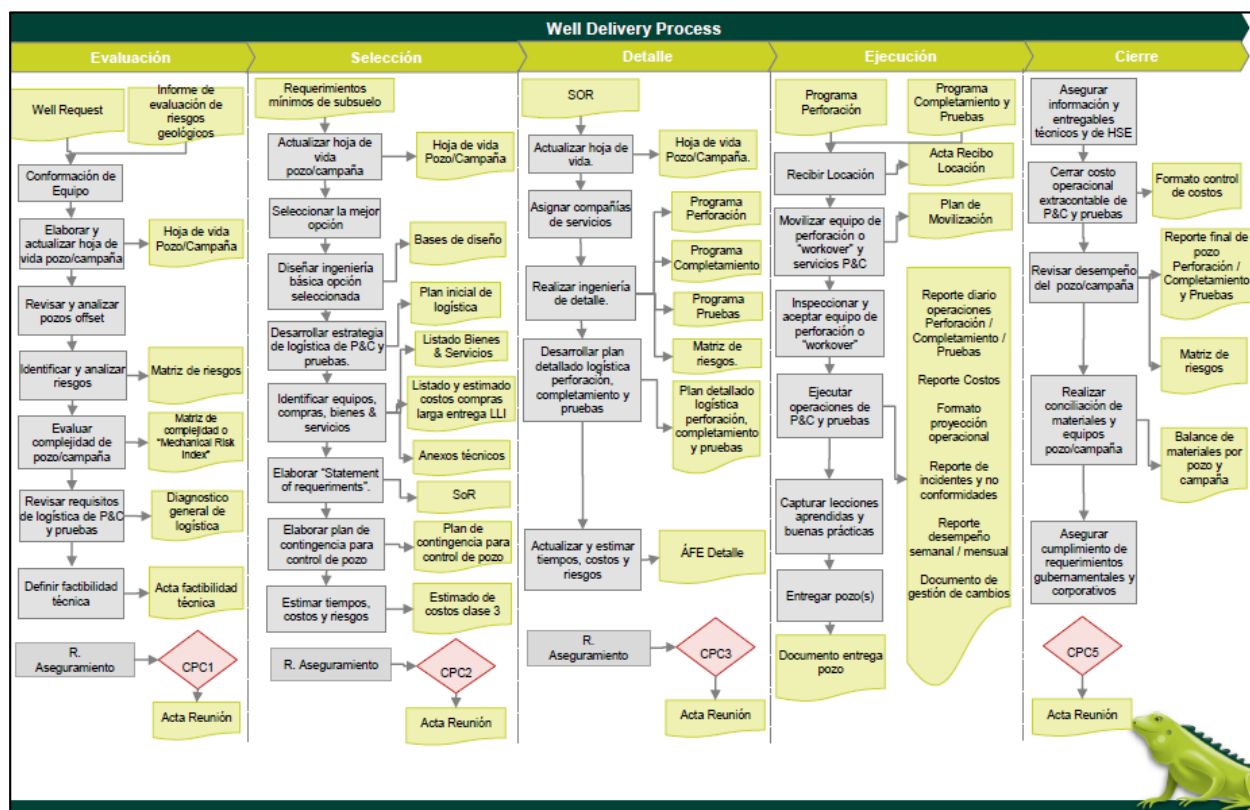 Well Delivery Process
Evaluación
Selección
Detalle
Ejecución
Cierre
Well Request
Informe de
evaluación de
riesgos
geológicos
Conformación de
Equipo
Elaborar y
actualizar hoja de
vida pozo/campaña
Hoja de vida
Pozo/Campaña
Revisar y analizar
pozos offset
Identificar y analizar
riesgos
Matriz de riesgos
Evaluar
complejidad de
pozo/campaña
Matriz de
complejidad o
"Mechanical Risk
Index"
Revisar requisitos
de logística de P&C
y pruebas
Diagnostico
general de
logística
Definir factibilidad
técnica
Acta factibilidad
técnica
R.
Aseguramiento
CPC1
Acta Reunión
Requerimientos
mínimos de subsuelo
Actualizar hoja de
vida
pozo/campaña
Hoja de vida
Pozo/Campaña
Seleccionar la mejor
opción
Diseñar ingeniería
básica opción
seleccionada
Bases de diseño
Desarrollar estrategia
de logística de P&C y
pruebas.
Plan inicial de
logística
Identificar equipos,
compras, bienes &
servicios
Listado Bienes
& Servicios
Listado y estimado
costos compras
larga entrega LLI
Anexos técnicos
Elaborar "Statement
of requeriments".
SoR
Elaborar plan de
contingencia para
control de pozo
Plan de
contingencia para
control de pozo
Estimar tiempos,
costos y riesgos
Estimado de
costos clase 3
R. Aseguramiento
CPC2
Acta Reunión
SOR
Actualizar hoja de
vida.
Hoja de vida
Pozo/Campaña.
Asignar compañías
de servicios
Realizar ingeniería
de detalle.
Programa
Perforación
Programa
Completamiento
Programa
Pruebas
Matriz de
riesgos.
Desarrollar plan
detallado logística
perforación,
completamiento y
pruebas
Plan detallado
logística
perforación,
completamiento
y pruebas
Actualizar y estimar
tiempos, costos y
riesgos
ÁFE Detalle
R.
Aseguramiento
CPC3
Acta Reunión
Programa
Perforación
Programa
Completamiento y
Pruebas
Recibir Locación
Acta Recibo
Locación
Movilizar equipo de
perforación o
"workover" y
servicios P&C
Plan de
Movilización
Inspeccionar y
aceptar equipo de
perforación o
"workover"
Ejecutar
operaciones de
P&C y pruebas
Capturar lecciones
aprendidas y
buenas prácticas
Entregar pozo(s)
Documento entrega
pozo
Reporte diario
operaciones
Perforación /
Completamiento /
Pruebas
Reporte Costos
Formato
proyección
operacional
Reporte de
incidentes y no
conformidades
Reporte
desempeño
semanal / mensual
Documento de
gestión de cambios
Asegurar
información y
entregables
técnicos y de HSE
Cerrar costo
operacional
extracontable de
P&C y pruebas
Formato control
de costos
Revisar desempeño
del pozo/campaña
Reporte final de
pozo
Perforación /
Completamiento
y Pruebas
Matriz de
riesgos
Realizar
conciliación de
materiales y
equipos
pozo/campaña
Balance de
materiales por
pozo y
campaña
Asegurar
cumplimiento de
requerimientos
gubernamentales y
corporativos
CPC5
Acta Reunión